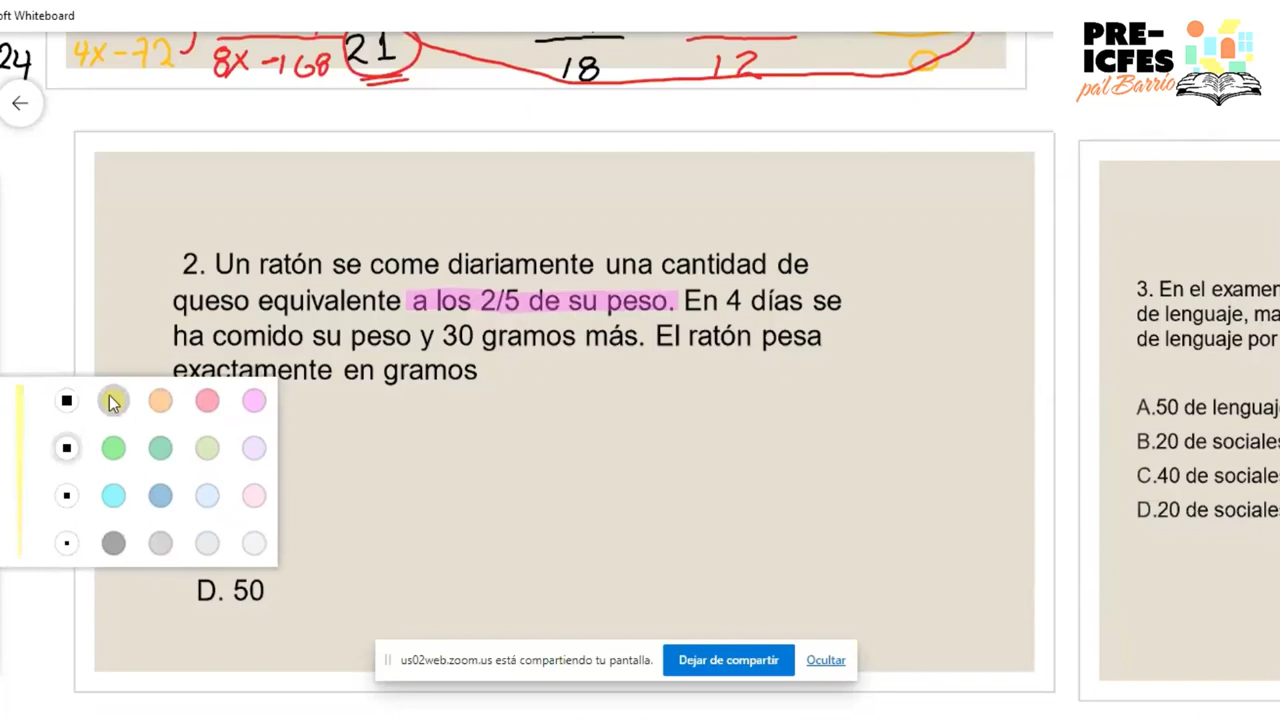 oft Whiteboard
24
4x-72
8x-168
21
18
12
0
PRE-
ICFES
pa'l Barrio
2. Un ratón se come diariamente una cantidad de
queso equivalente a los 2/5 de su peso. En 4 días se
ha comido su peso y 30 gramos más. El ratón pesa
exactamente en gramos
D. 50
3. En el examen
de lenguaje, ma
de lenguaje por
A.50 de lenguaj
B.20 de sociale
C.40 de sociale
D.20 de sociale
us02web.zoom.us está compartiendo tu pantalla.
Dejar de compartir
Ocultar